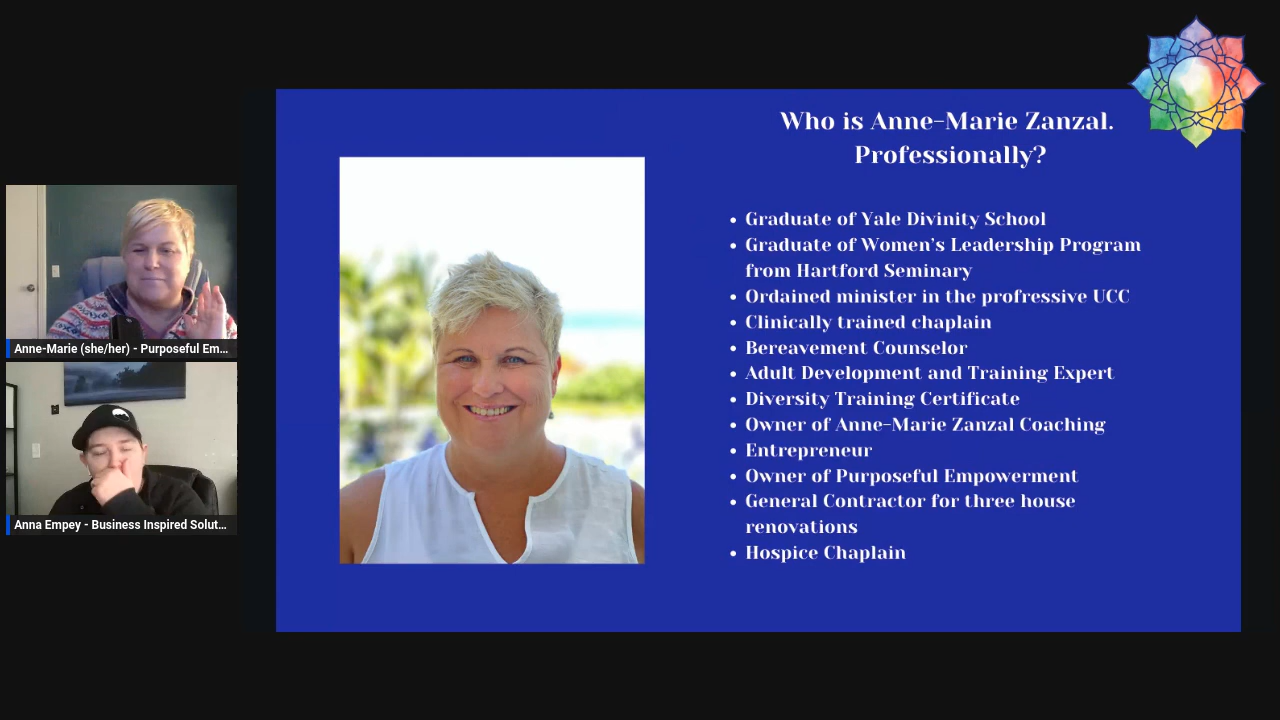 Who is Anne-Marie Zanzal.
Professionally?
• Graduate of Yale Divinity School
• Graduate of Women's Leadership Program
from Hartford Seminary
• Ordained minister in the profressive UCC
• Clinically trained chaplain
• Bereavement Counselor
• Adult Development and Training Expert
• Diversity Training Certificate
• Owner of Anne-Marie Zanzal Coaching
• Entrepreneur
• Owner of Purposeful Empowerment
• General Contractor for three house
renovations
• Hospice Chaplain
Anne-Marie (she/her) - Purposeful Em...
Anna Empey - Business Inspired Solut...